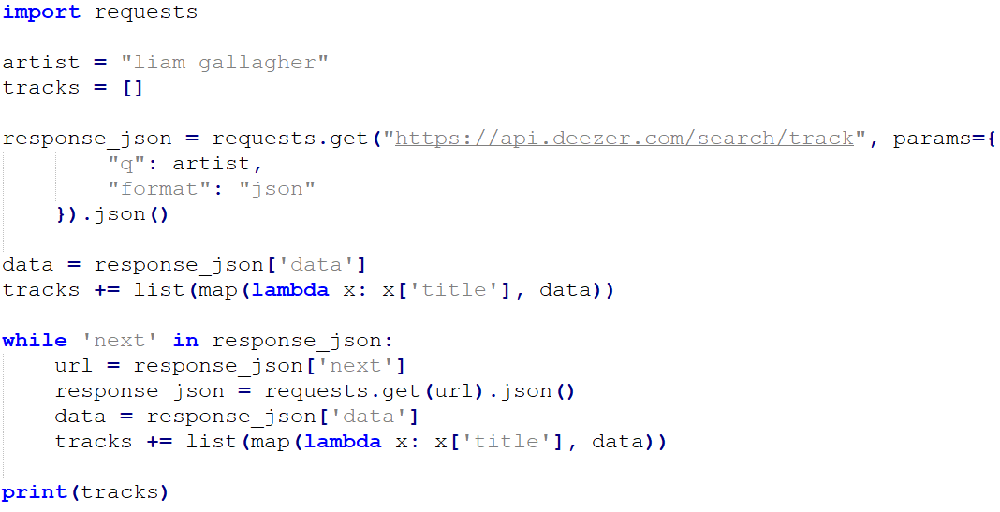 import requests

artist = "liam gallagher"
tracks = []

response_json = requests.get("https://api.deezer.com/search/track", params={
        "q": artist,
        "format": "json"
    }).json()

data = response_json['data']
tracks += list(map(lambda x: x['title'], data))

while 'next' in response_json:
    url = response_json['next']
    response_json = requests.get(url).json()
    data = response_json['data']
    tracks += list(map(lambda x: x['title'], data))

print(tracks)